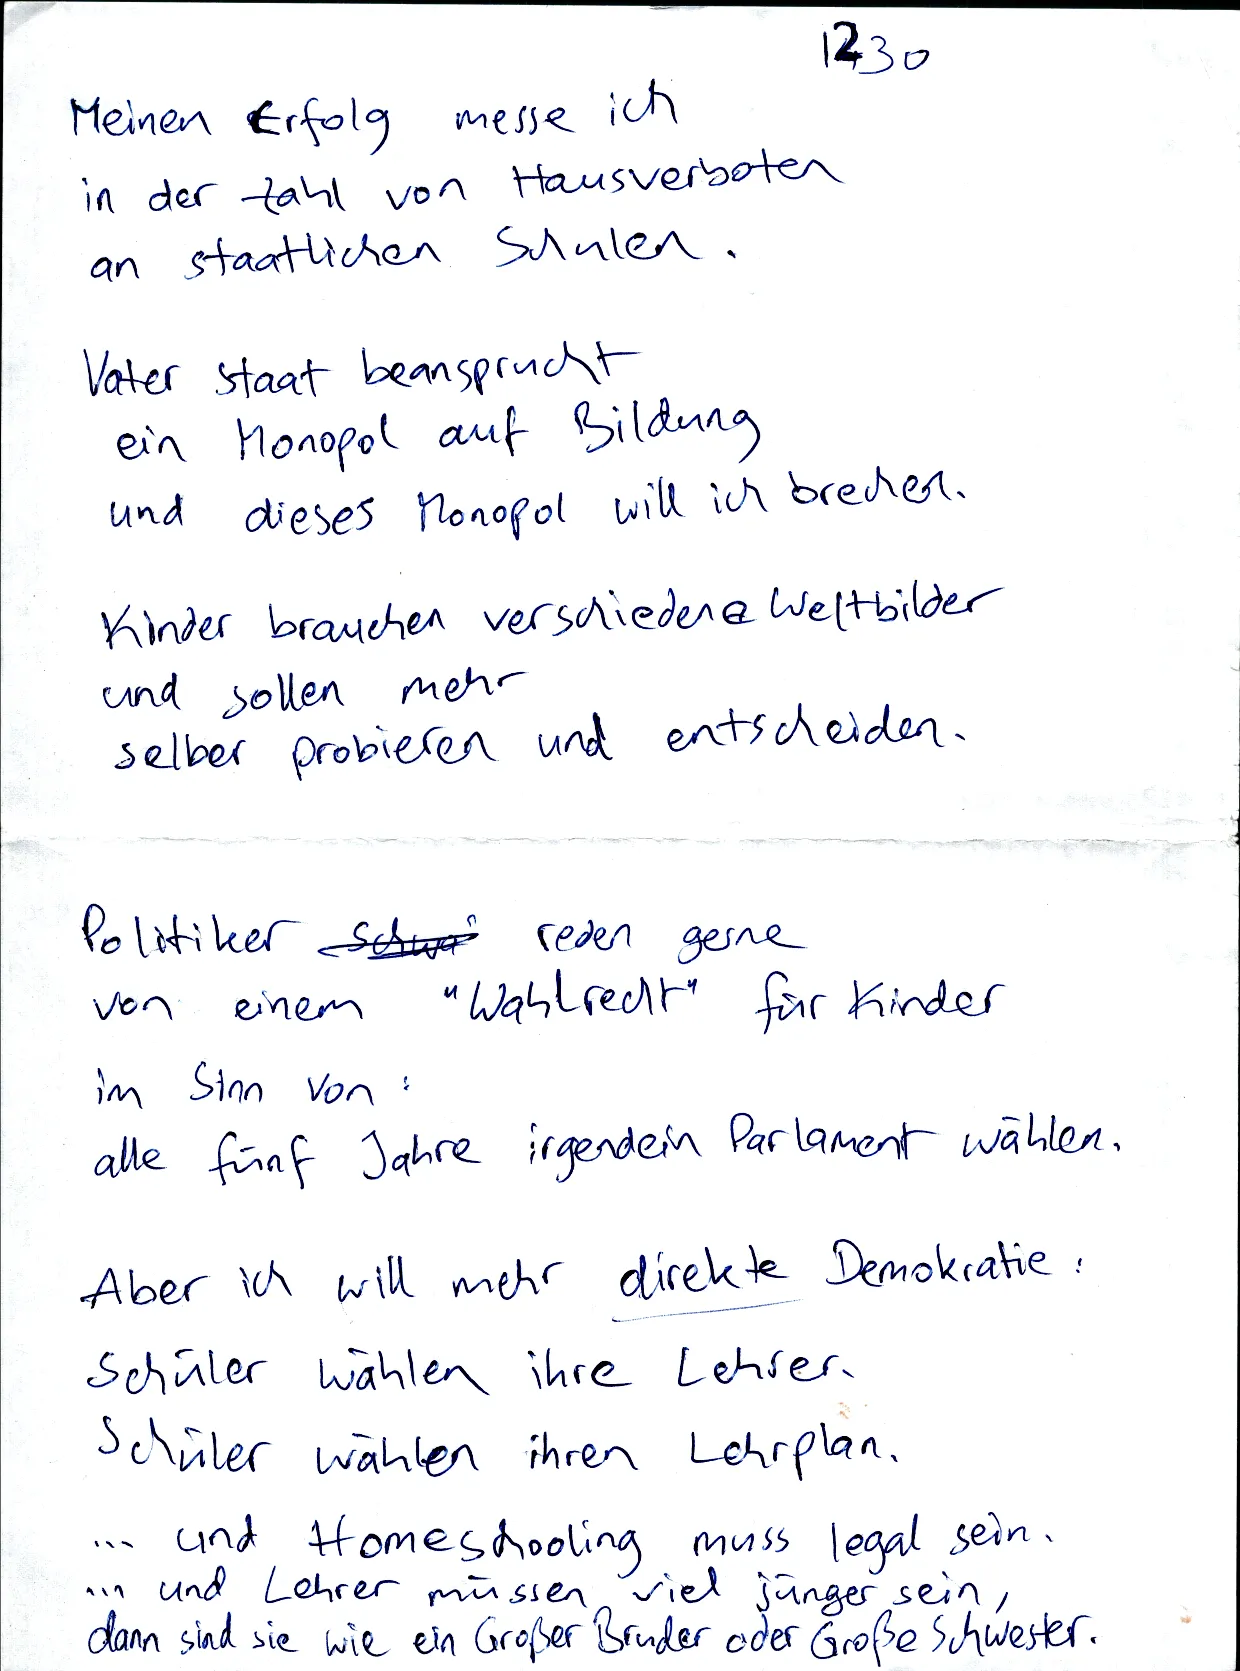 1230
Meinen Erfolg messe ich
in der Zahl von Hausverboten
an staatlichen Schulen.
Vater staat beansprucht
ein Monopol auf Bildung
und dieses Monopol will ich brechen.
Kinder brauchen verschiedene Weltbilder
und sollen mehr
selber probieren und entscheiden.
Politiker reden gerne
von einem "Wahlrecht" für Kinder
im Sinn von:
alle fünf Jahre irgendein Parlament wählen.
Aber ich will mehr direkte Demokratie:
Schüler wählen ihre Lehrer.
Schüler wählen ihren Lehrplan.
... und Homeschooling muss legal sein.
... und Lehrer müssen viel jünger sein,
dann sind sie wie ein Großer Bruder oder Große Schwester.